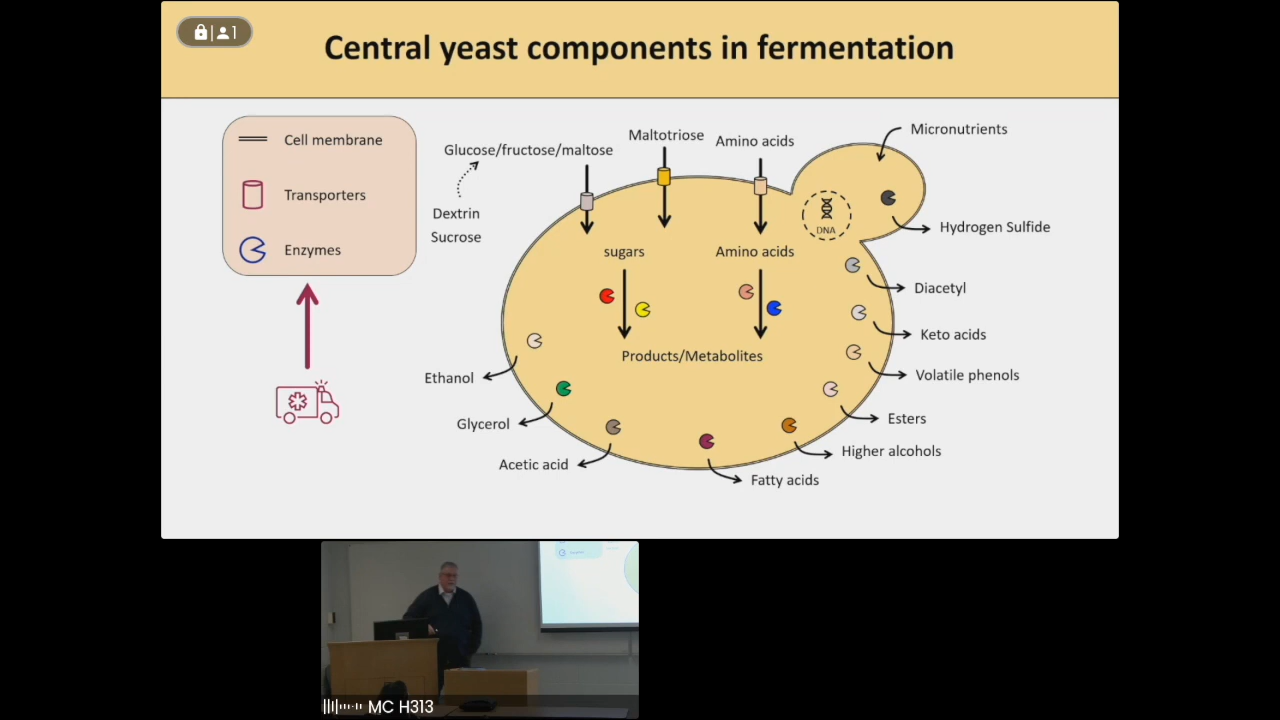 1
Central yeast components in fermentation
Cell membrane
Transporters
Enzymes
Glucose/fructose/maltose
Maltotriose
Amino acids
Micronutrients
Dextrin
Sucrose
DNA
Hydrogen Sulfide
sugars
Amino acids
Diacetyl
Keto acids
Products/Metabolites
Volatile phenols
Ethanol
Esters
Glycerol
Higher alcohols
Acetic acid
Fatty acids
MC H313